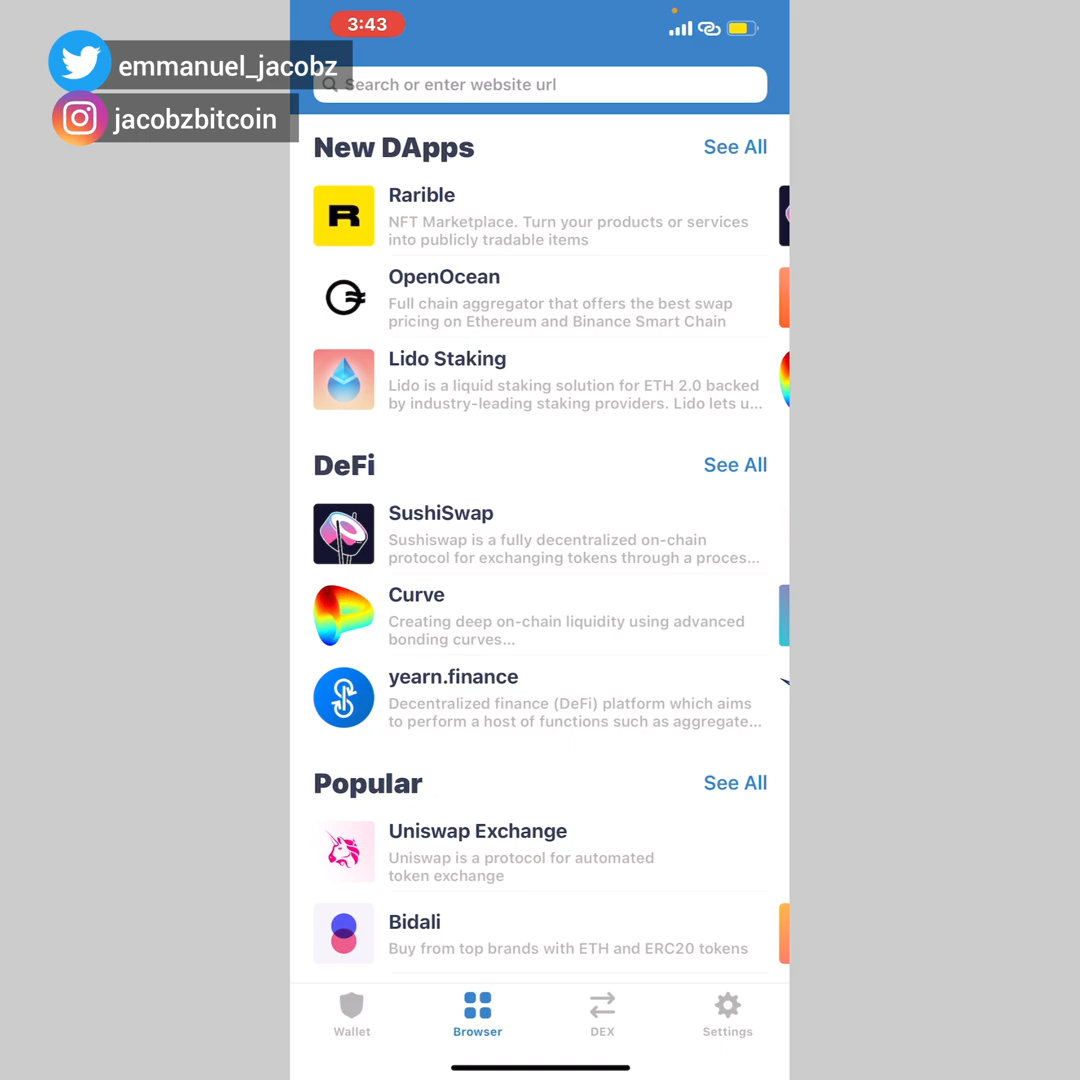 3:43
emmanuel_jacobz
jacobzbitcoin
Search or enter website url
New DApps
See All
R
Rarible
NFT Marketplace. Turn your products or services
into publicly tradable items
OpenOcean
Full chain aggregator that offers the best swap
pricing on Ethereum and Binance Smart Chain
Lido Staking
Lido is a liquid staking solution for ETH 2.0 backed
by industry-leading staking providers. Lido lets u...
DeFi
See All
SushiSwap
Sushiswap is a fully decentralized on-chain
protocol for exchanging tokens through a proces...
Curve
Creating deep on-chain liquidity using advanced
bonding curves...
yearn.finance
Decentralized finance (DeFi) platform which aims
to perform a host of functions such as aggregate...
Popular
See All
Uniswap Exchange
Uniswap is a protocol for automated
token exchange
Bidali
Buy from top brands with ETH and ERC20 tokens
Wallet
Browser
DEX
Settings